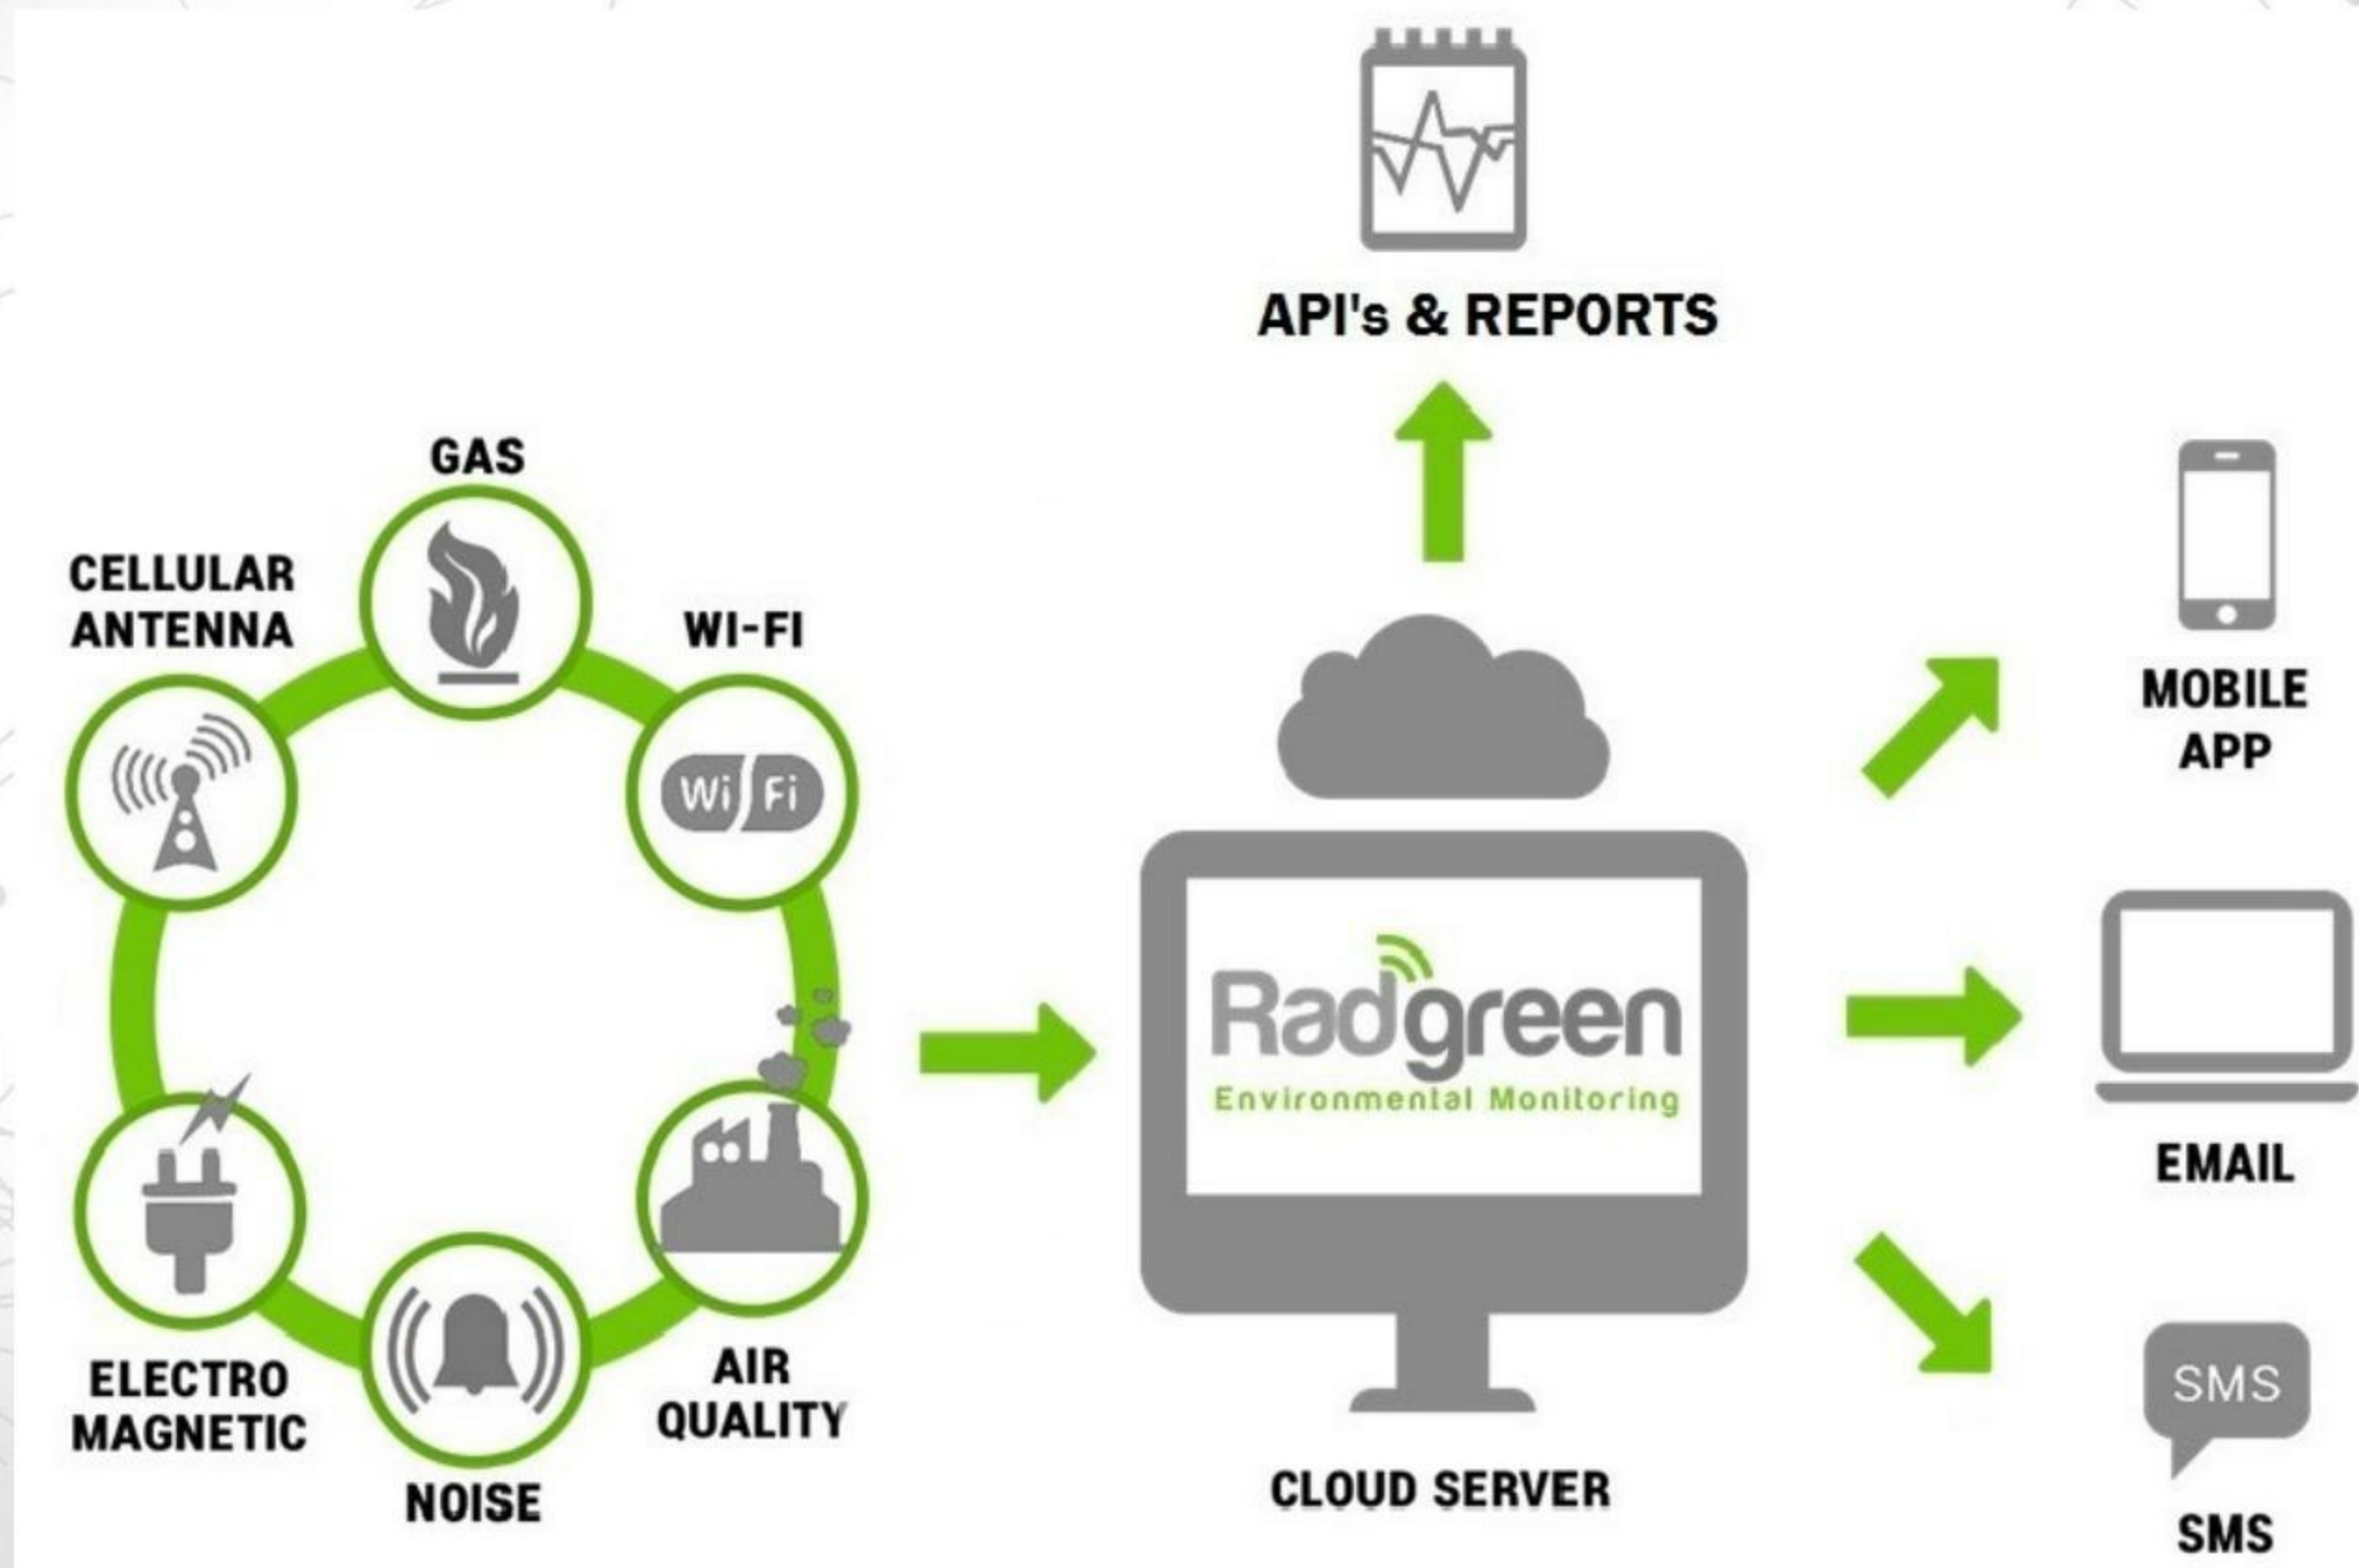 API's & REPORTS
GAS
CELLULAR
ANTENNA
WI-FI
Wi Fi
ELECTRO
MAGNETIC
NOISE
AIR
QUALITY
Radgreen
Environmental Monitoring
CLOUD SERVER
MOBILE
APP
EMAIL
SMS
SMS